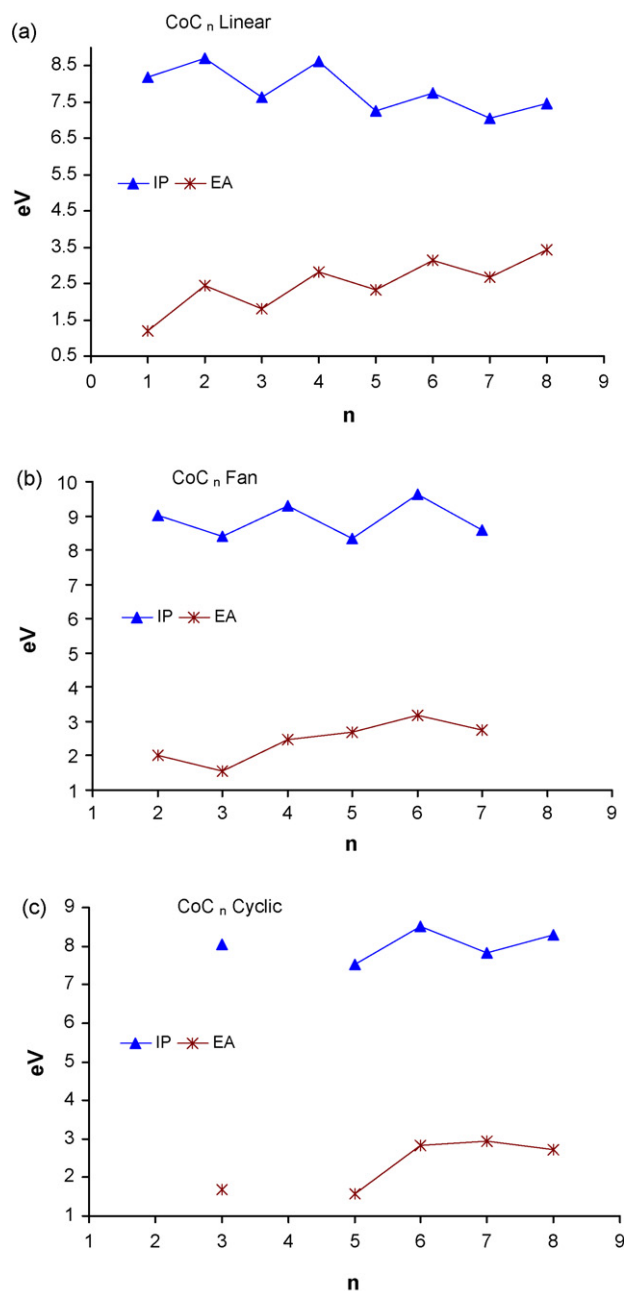 (a)
CoC n Linear
8.5
7.5
6.5
5.5
4.5
3.5
2.5
1.5
0.5
eV
IP EA
0 1 2 3 4 5 6 7 8 9
n
(b)
CoC n Fan
10
9
8
7
6
5
4
3
2
1
eV
IP EA
1 2 3 4 5 6 7 8 9
n
(c)
CoC n Cyclic
9
8
7
6
5
4
3
2
1
eV
IP EA
1 2 3 4 5 6 7 8 9
n